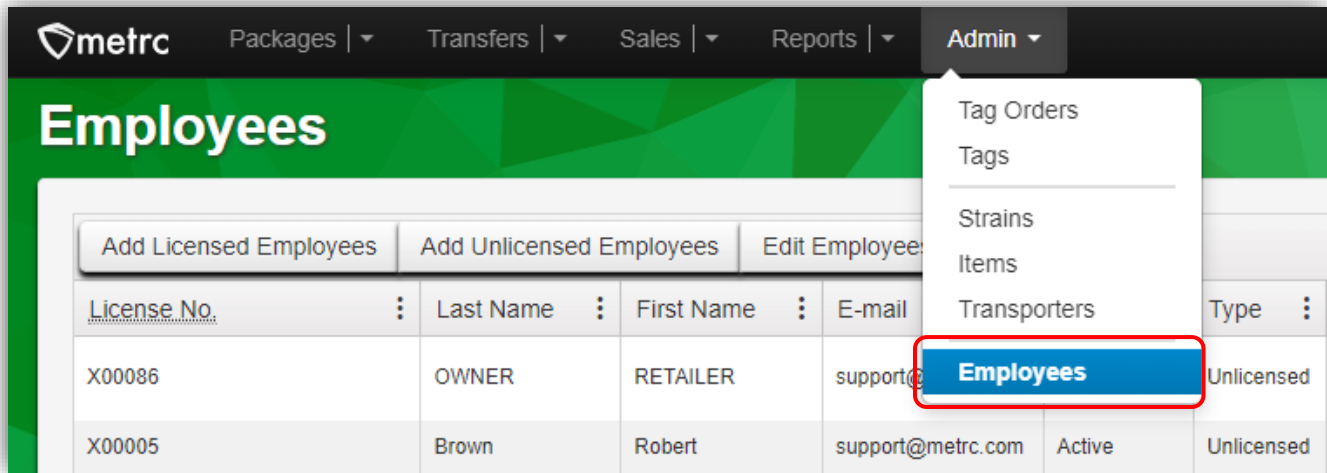 metrc Packages | Transfers | Sales | Reports | Admin
Employees
Tag Orders
Tags
Strains
Items
Transporters
Employees
Add Licensed Employees Add Unlicensed Employees Edit Employee
License No. Last Name First Name E-mail Type
X00086 OWNER RETAILER support@ Unlicensed
X00005 Brown Robert support@metrc.com Active Unlicensed